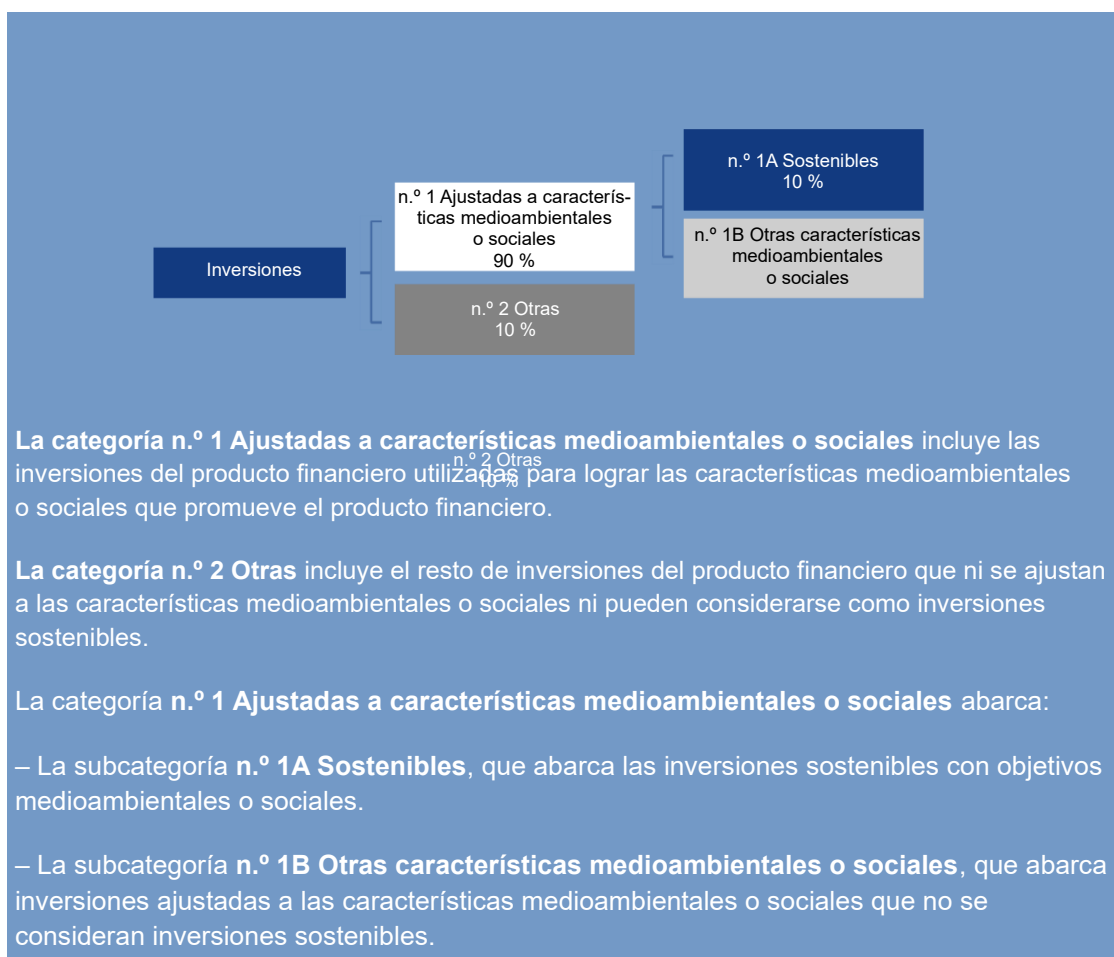 n.º 1A Sostenibles
10 %
n.º 1 Ajustadas a caracterís-
ticas medioambientales
o sociales
90 %
n.º 1B Otras características
medioambientales
o sociales
Inversiones
n.º 2 Otras
10 %
La categoría n.º 1 Ajustadas a características medioambientales o sociales incluye las
n.º 2 Otras
inversiones del producto financiero utilizadas para lograr las características medioambientales
10 %
o sociales que promueve el producto financiero.
La categoría n.º 2 Otras incluye el resto de inversiones del producto financiero que ni se ajustan
a las características medioambientales o sociales ni pueden considerarse como inversiones
sostenibles.
La categoría n.º 1 Ajustadas a características medioambientales o sociales abarca:
– La subcategoría n.º 1A Sostenibles, que abarca las inversiones sostenibles con objetivos
medioambientales o sociales.
– La subcategoría n.º 1B Otras características medioambientales o sociales, que abarca
inversiones ajustadas a las características medioambientales o sociales que no se
consideran inversiones sostenibles.